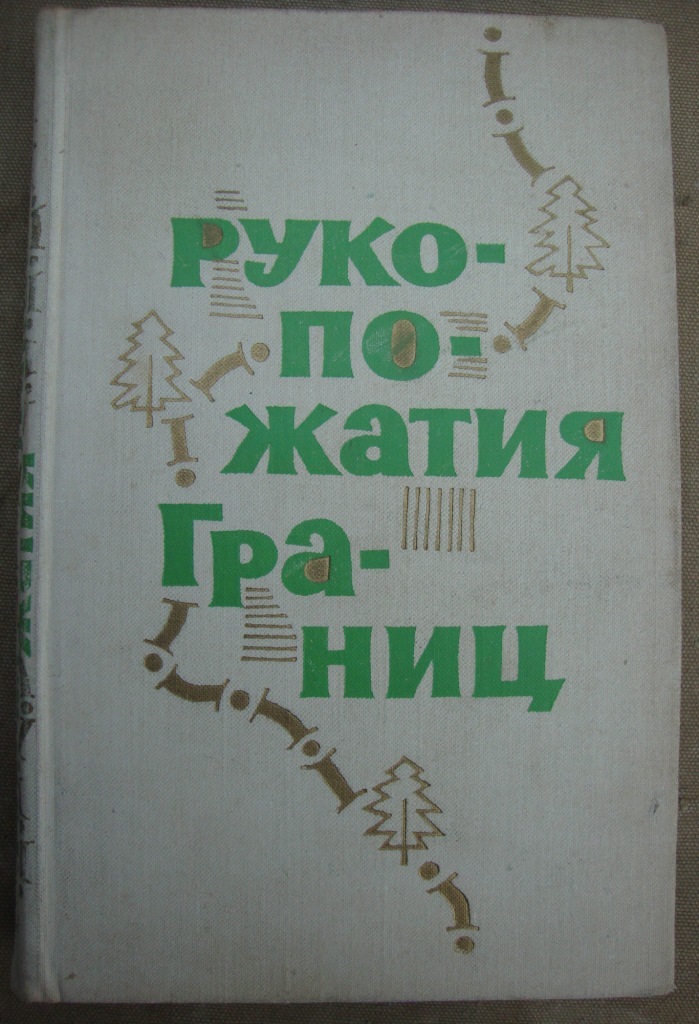 Руко-
по-
жатия
Гра-
ниц